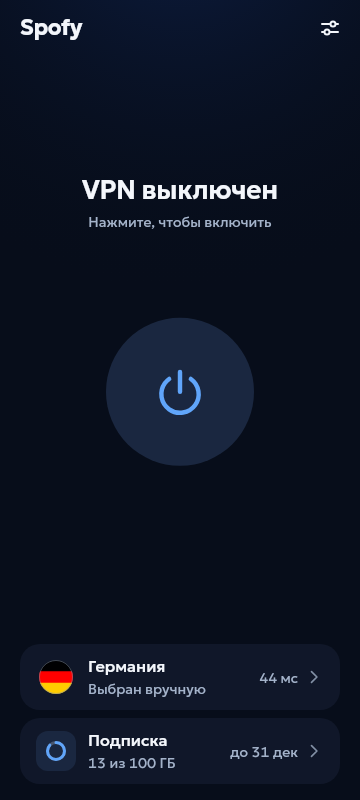 Spofy
VPN выключен
Нажмите, чтобы включить
Германия
Выбран вручную
44 мс
Подписка
13 из 100 ГБ
до 31 дек